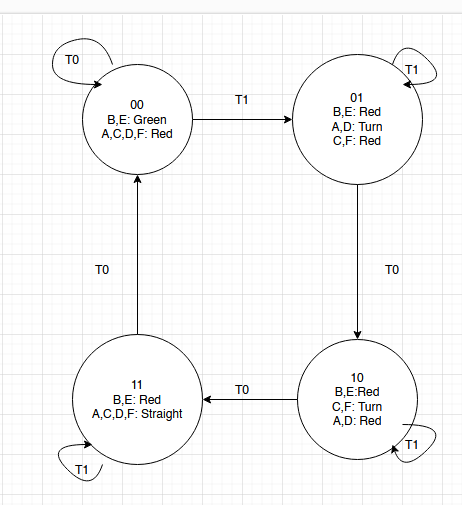 T0
00
B,E: Green
A,C,D,F: Red
T1
01
B,E: Red
A,D: Turn
C,F: Red
T1
T0
T0
11
B,E: Red
A,C,D,F: Straight
T1
T0
10
B,E:Red
C,F: Turn
A,D: Red
T1